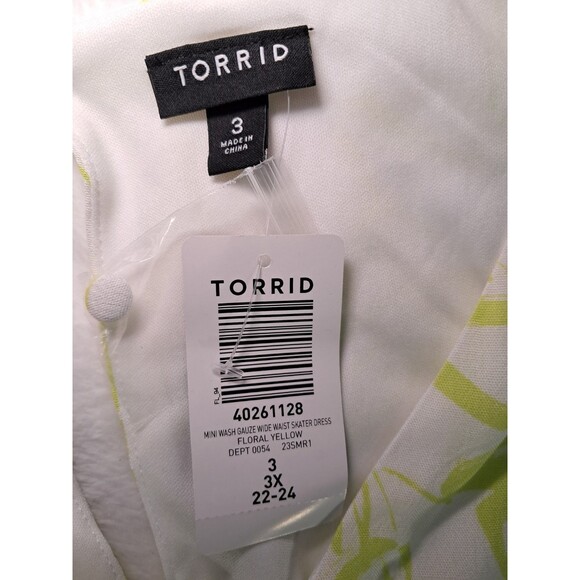 TORRID
3
MADE IN
CHINA
TORRID
FL_94
40261128
MINI WASH GAUZE WIDE WAIST SKATER DRESS
FLORAL YELLOW
DEPT 0054 23SMR1
3
3X
22-24